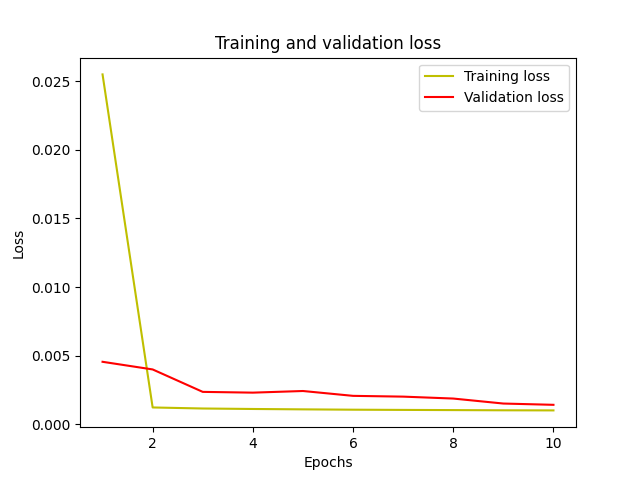 Training and validation loss
Training loss
Validation loss
0.025
0.020
0.015
0.010
0.005
0.000
Loss
2
4
6
8
10
Epochs